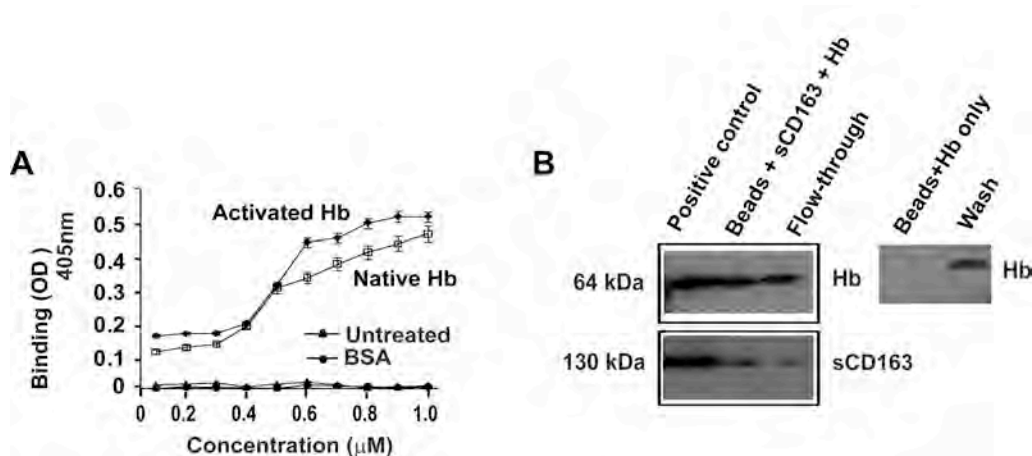 A
Binding (OD)
405nm
0.6
0.5
0.4
0.3
0.2
0.1
0
Activated Hb
Native Hb
Untreated
BSA
0 0.2 0.4 0.6 0.8 1.0
Concentration (μM)
B
Positive control
Beads + sCD163 + Hb
Flow-through
64 kDa
Hb
130 kDa
sCD163
Beads+Hb only
Wash
Hb